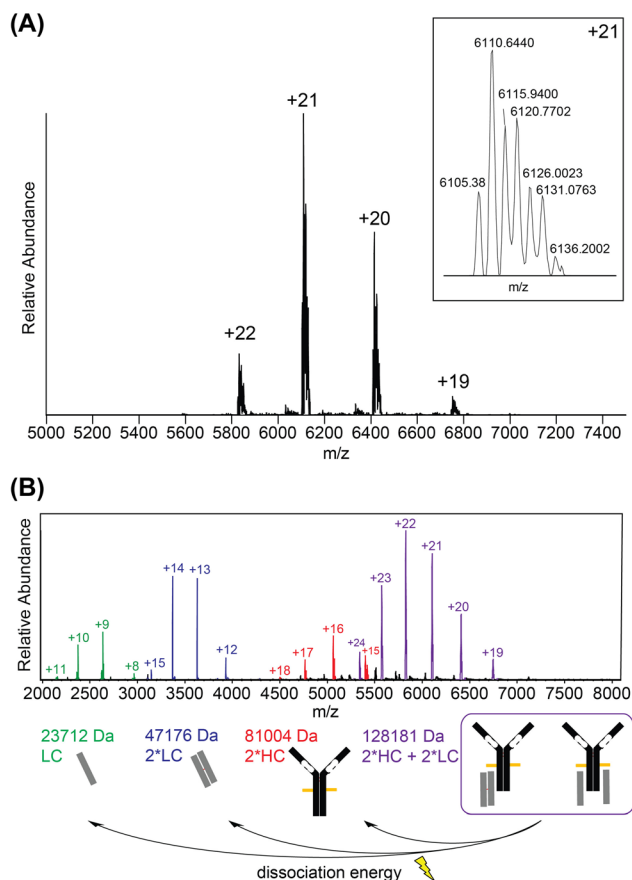 (A)
+21
6110.6440
6115.9400
6120.7702
6126.0023
6105.38
6131.0763
6136.2002
m/z
Relative Abundance
+21
+20
+22
+19
5000 5200 5400 5600 5800 6000 6200 6400 6600 6800 7000 7200 7400
m/z
(B)
Relative Abundance
+11
+10
+9
+8
+15
+14
+13
+12
+18
+17
+16
+15
+24
+23
+22
+21
+20
+19
2000 2500 3000 3500 4000 4500 5000 5500 6000 6500 7000 7500 8000
m/z
23712 Da
LC
47176 Da
2*LC
81004 Da
2*HC
128181 Da
2*HC + 2*LC
dissociation energy